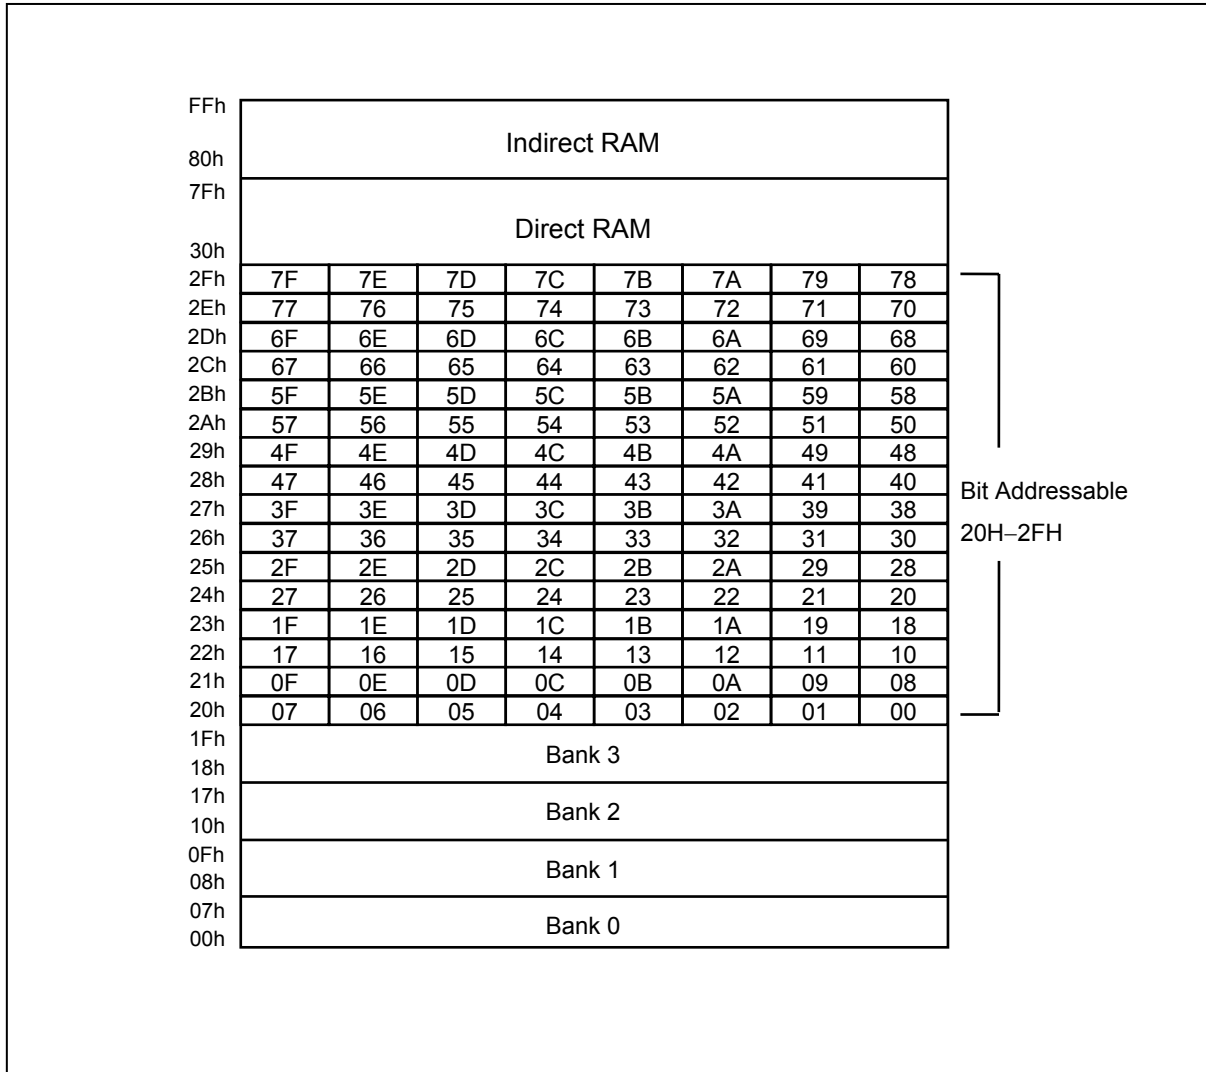 FFh
Indirect RAM
80h
7Fh
Direct RAM
30h
2Fh 7F 7E 7D 7C 7B 7A 79 78
2Eh 77 76 75 74 73 72 71 70
2Dh 6F 6E 6D 6C 6B 6A 69 68
2Ch 67 66 65 64 63 62 61 60
2Bh 5F 5E 5D 5C 5B 5A 59 58
2Ah 57 56 55 54 53 52 51 50
29h 4F 4E 4D 4C 4B 4A 49 48
28h 47 46 45 44 43 42 41 40
27h 3F 3E 3D 3C 3B 3A 39 38
26h 37 36 35 34 33 32 31 30
25h 2F 2E 2D 2C 2B 2A 29 28
24h 27 26 25 24 23 22 21 20
23h 1F 1E 1D 1C 1B 1A 19 18
22h 17 16 15 14 13 12 11 10
21h 0F 0E 0D 0C 0B 0A 09 08
20h 07 06 05 04 03 02 01 00
Bit Addressable
20H–2FH
1Fh
Bank 3
18h
17h
Bank 2
10h
0Fh
Bank 1
08h
07h
Bank 0
00h